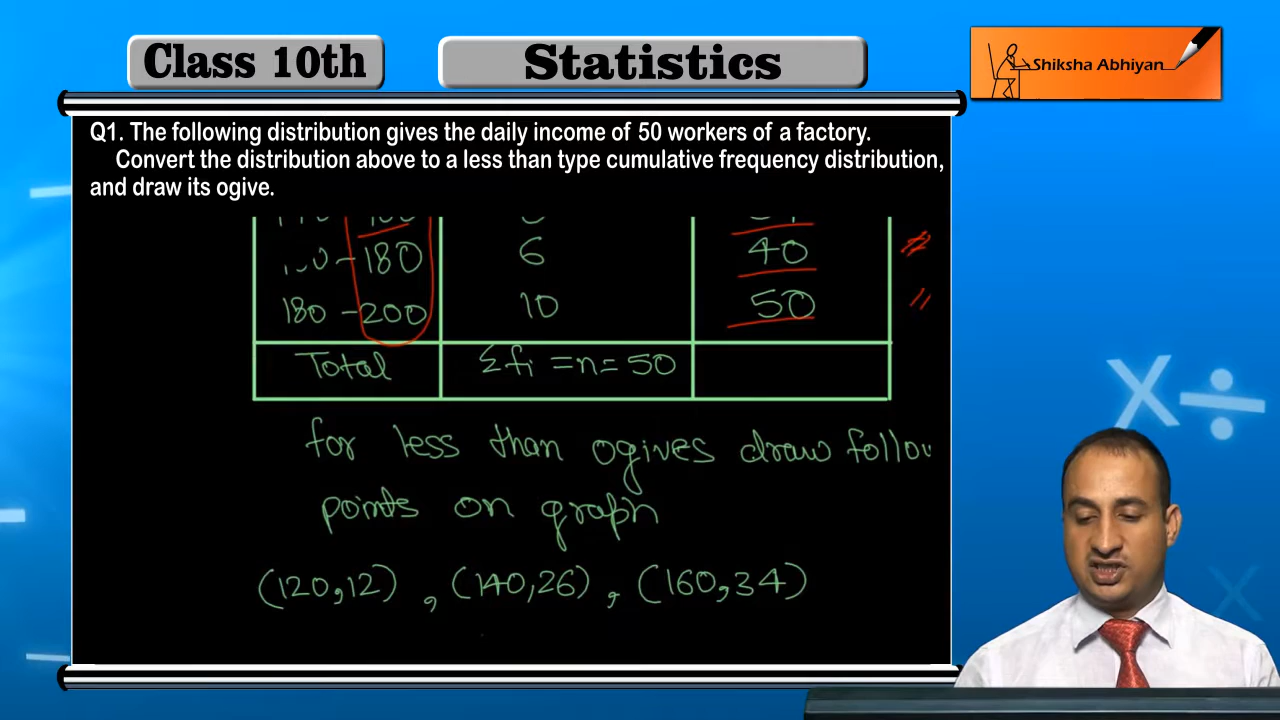 Class 10th
Statistics
Shiksha Abhiyan
Q1. The following distribution gives the daily income of 50 workers of a factory.
Convert the distribution above to a less than type cumulative frequency distribution,
and draw its ogive.
-180 6 40
180-200 10 50
Total Σfi =n= 50
for less than ogives draw follow
points on graph
(120,12), (140,26), (160,34)
X÷